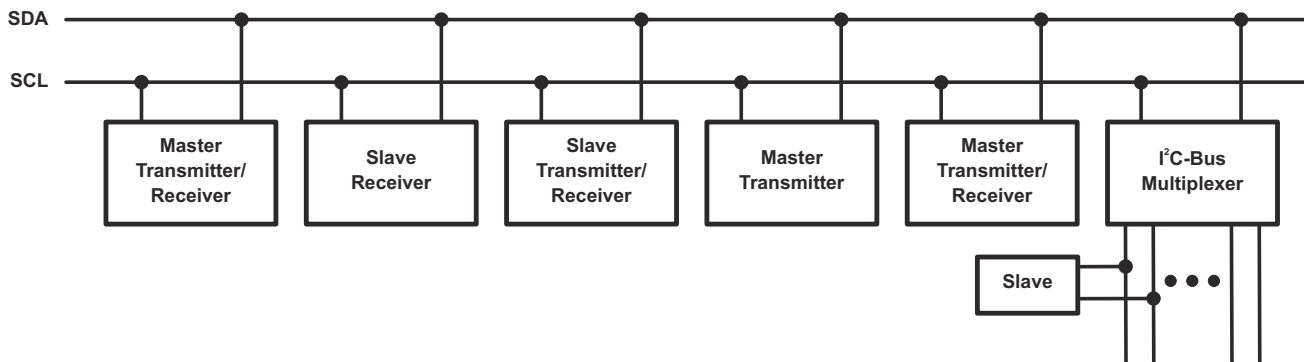 SDA
SCL
Master
Transmitter/
Receiver
Slave
Receiver
Slave
Transmitter/
Receiver
Master
Transmitter
Master
Transmitter/
Receiver
I²C-Bus
Multiplexer
Slave